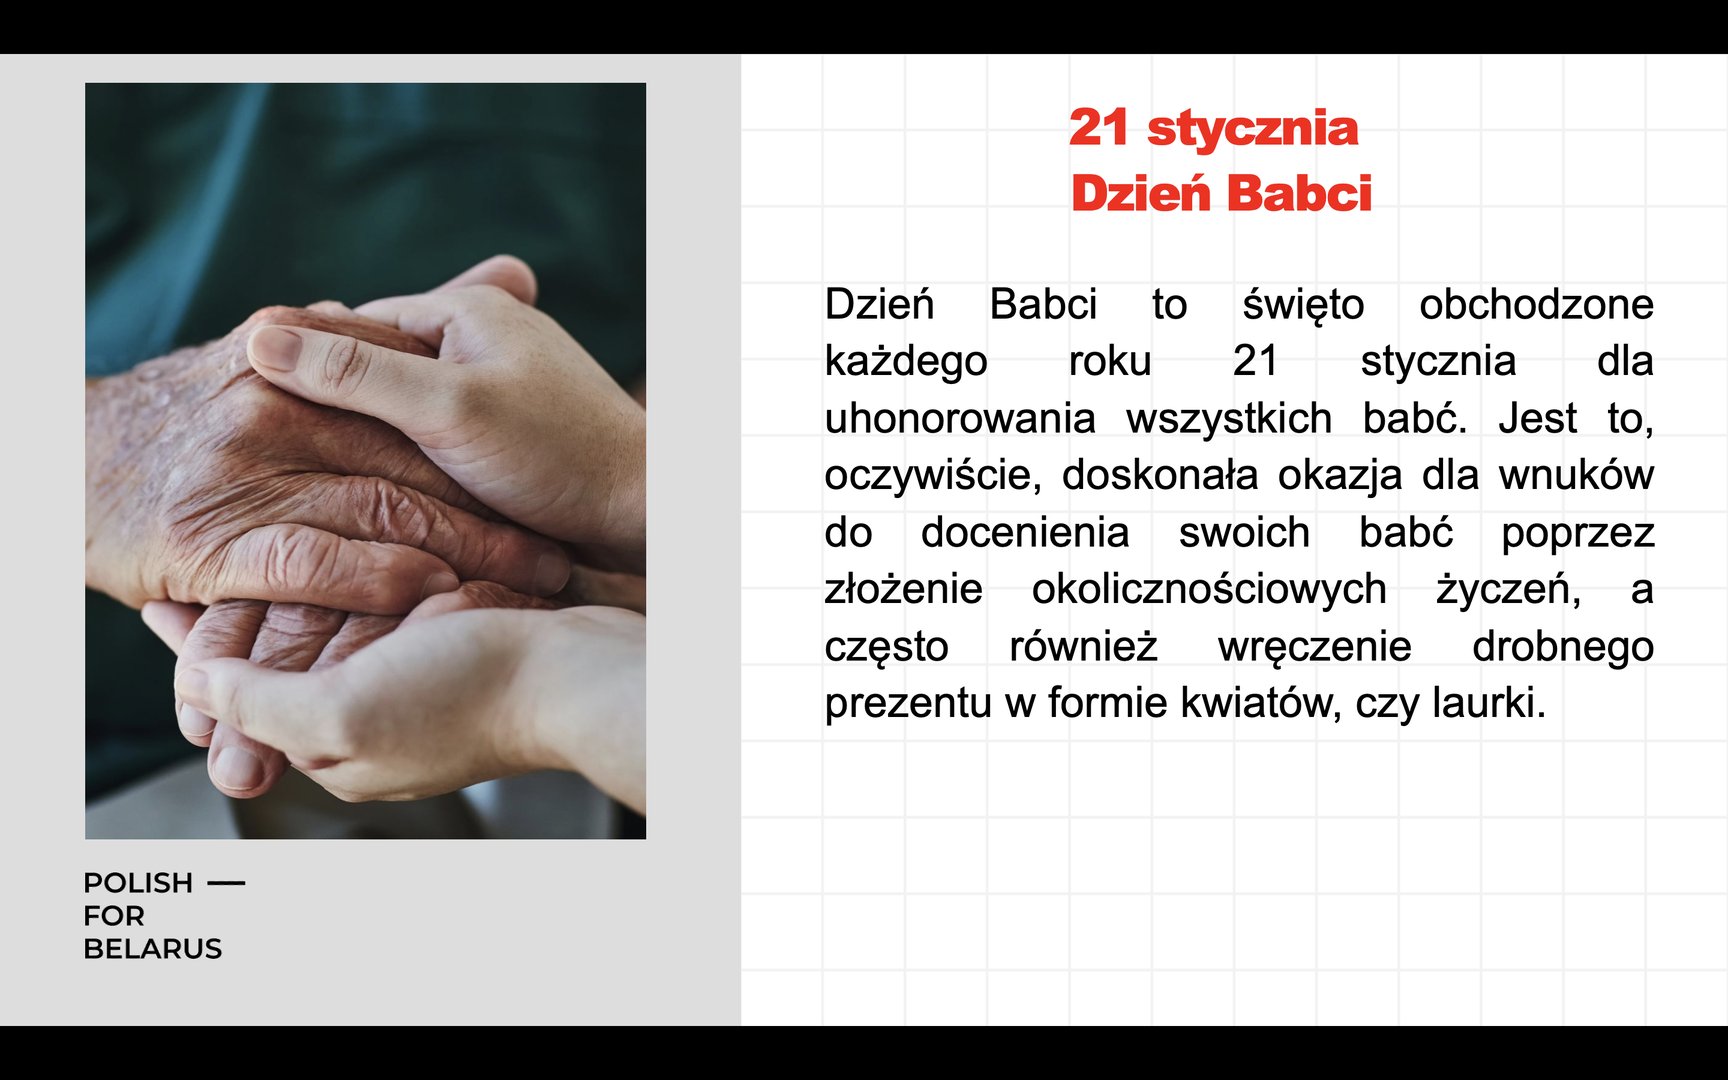 21 stycznia
Dzień Babci
Dzień Babci to święto obchodzone
każdego roku 21 stycznia dla
uhonorowania wszystkich babć. Jest to,
oczywiście, doskonała okazja dla wnuków
do docenienia swoich babć poprzez
złożenie okolicznościowych życzeń, a
często również wręczenie drobnego
prezentu w formie kwiatów, czy laurki.
POLISH —
FOR
BELARUS